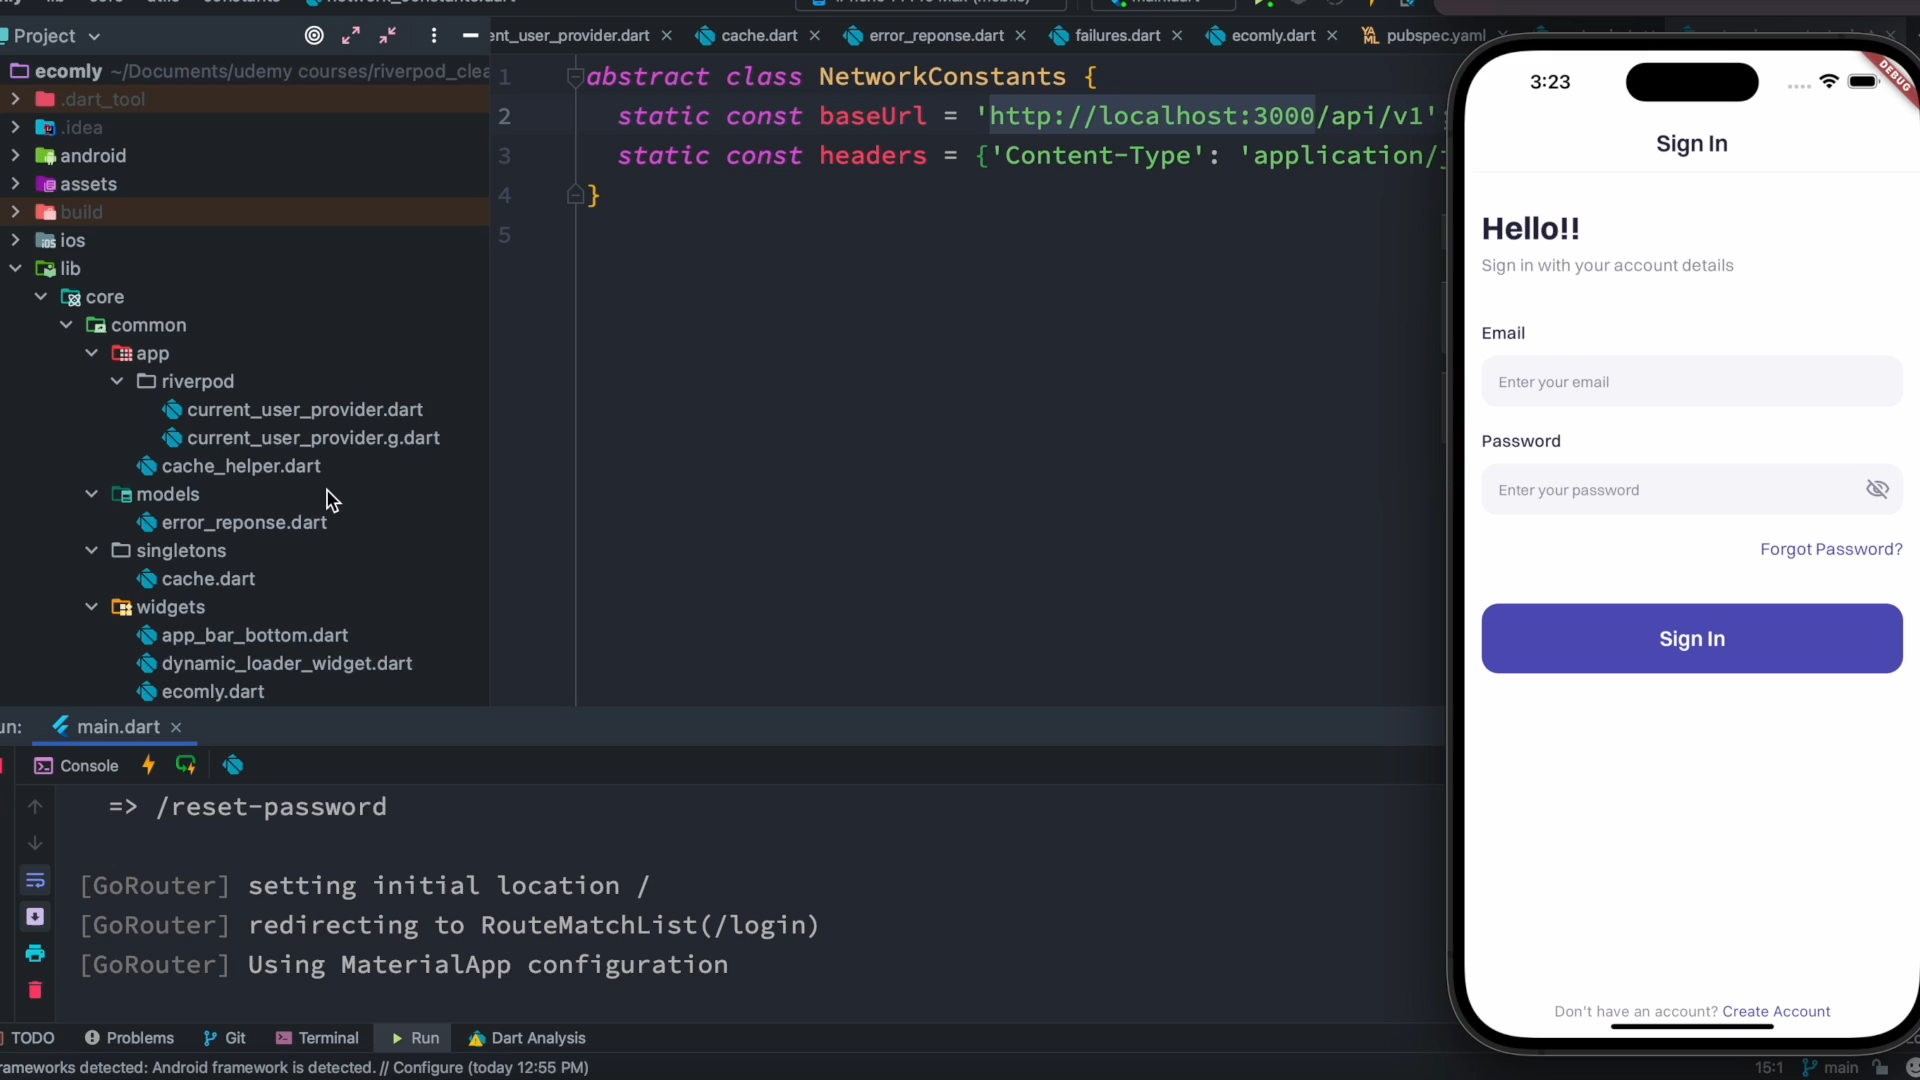 Project
ent_user_provider.dart
cache.dart
error_reponse.dart
failures.dart
ecomly.dart
pubspec.yaml
ecomly ~/Documents/udemy courses/riverpod_clea
.dart_tool
.idea
android
assets
build
ios
lib
core
common
app
riverpod
current_user_provider.dart
current_user_provider.g.dart
cache_helper.dart
models
error_reponse.dart
singletons
cache.dart
widgets
app_bar_bottom.dart
dynamic_loader_widget.dart
ecomly.dart
1 abstract class NetworkConstants {
2 static const baseUrl = 'http://localhost:3000/api/v1';
3 static const headers = {'Content-Type': 'application/j
4 }
5
un: main.dart
Console
=> /reset-password
[GoRouter] setting initial location /
[GoRouter] redirecting to RouteMatchList(/login)
[GoRouter] Using MaterialApp configuration
TODO Problems Git Terminal Run Dart Analysis
rameworks detected: Android framework is detected. // Configure (today 12:55 PM)
15:1 main
3:23
DEBUG
Sign In
Hello!!
Sign in with your account details
Email
Enter your email
Password
Enter your password
Forgot Password?
Sign In
Don't have an account? Create Account